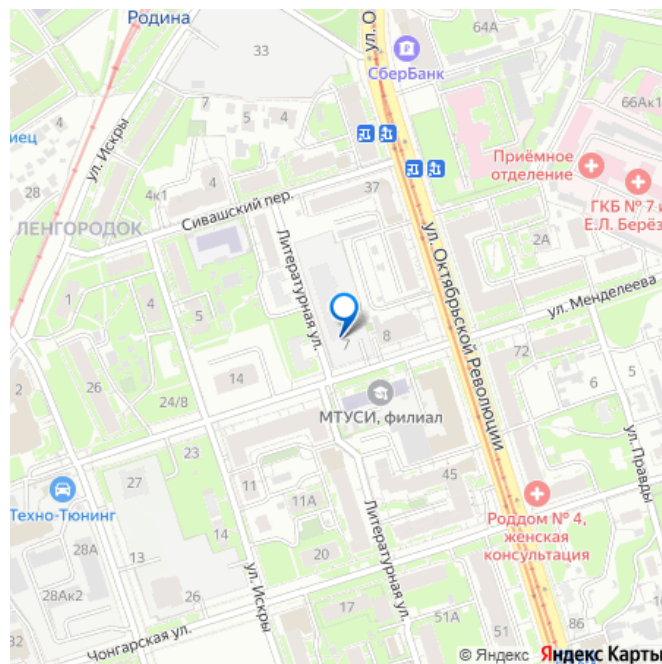 Родина
ул. О
СберБанк
64А
33
7
5
4
4
иец
ул. Искры
28
4к1
4
66Ак1
Приёмное
отделение
ГКБ № 7 и
Е.Л. Берёз
37
Сивашский пер.
ЛЕНГОРОДОК
Литературная ул.
ул. Октябрьской Революции
2А
ул. Менделеева
1
4
5
7
8
72
6
5
26
14
24/8
МТУСИ, филиал
ул. Правды
23
27
11
11А
45
Техно-Тюнинг
Роддом № 4,
женская
консультация
14
13
28А
28Ак2
26
20
ул. Искры
Литературная ул.
17
51А
86
32
Чонгарская ул.
© Яндекс Яндекс Карты